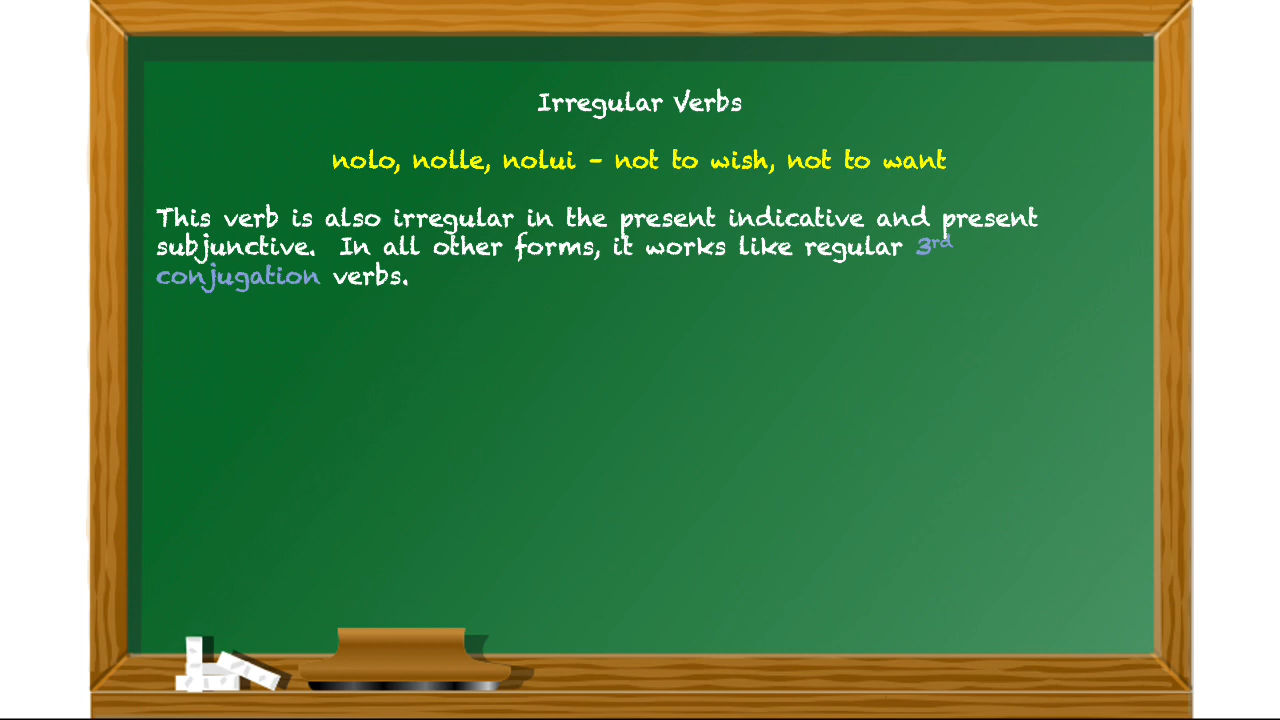 Irregular Verbs
nolo, nolle, nolui – not to wish, not to want
This verb is also irregular in the present indicative and present
subjunctive.  In all other forms, it works like regular 3rd
conjugation verbs.